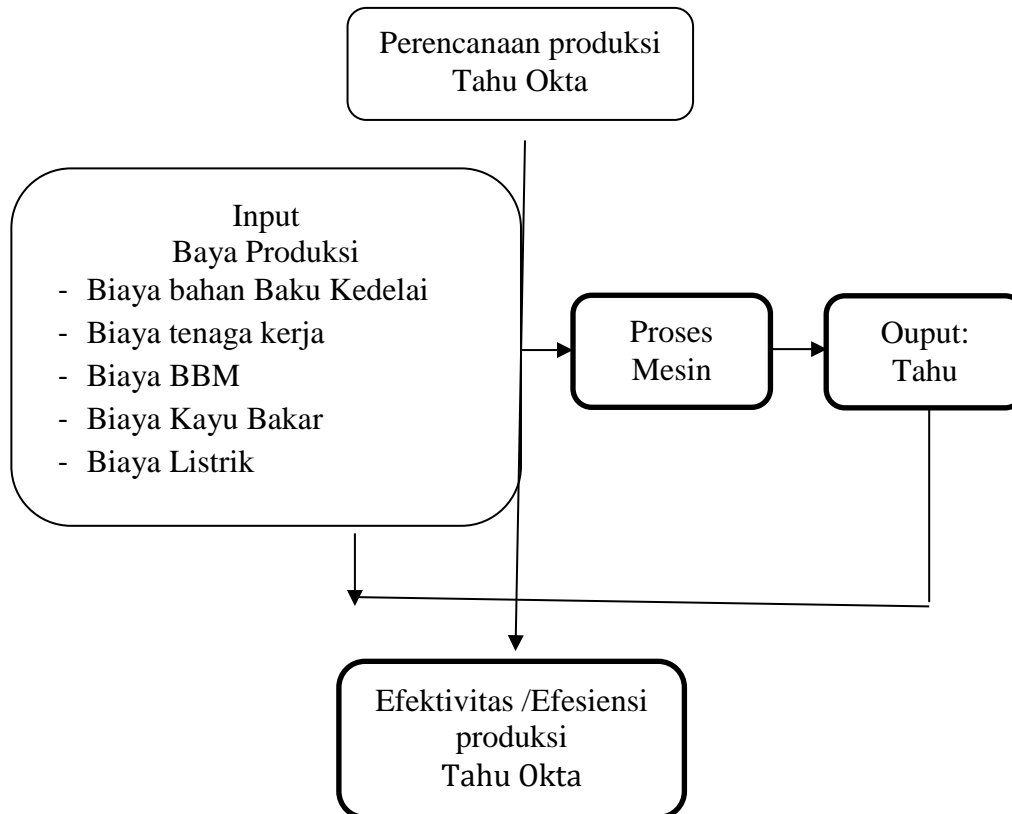 Perencanaan produksi
Tahu Okta
Input
Baya Produksi
- Biaya bahan Baku Kedelai
- Biaya tenaga kerja
- Biaya BBM
- Biaya Kayu Bakar
- Biaya Listrik
Proses
Mesin
Ouput:
Tahu
Efektivitas /Efesiensi
produksi
Tahu Okta